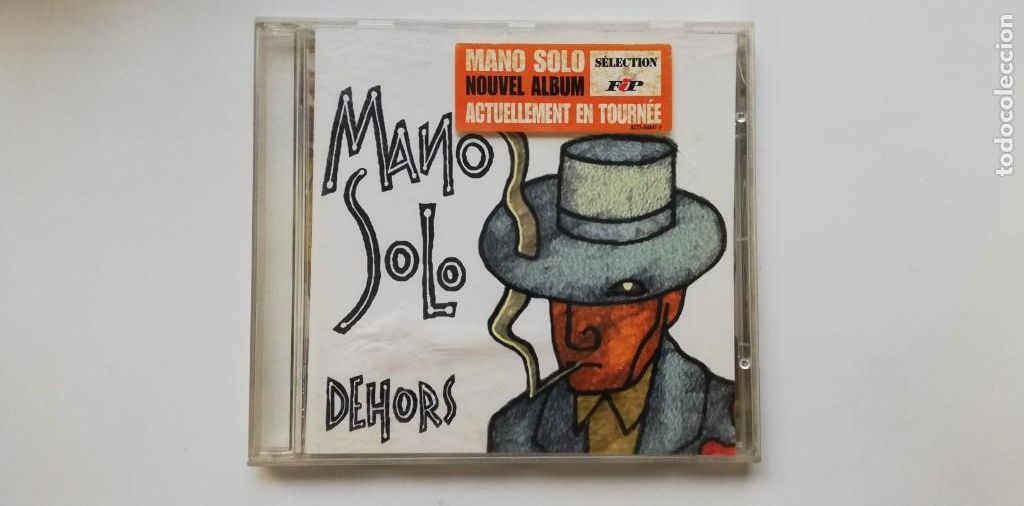 MANO SOLO
NOUVEL ALBUM
ACTUELLEMENT EN TOURNÉE
SÉLECTION
FiP
MANO
SOLO
DEHORS
todocoleccion